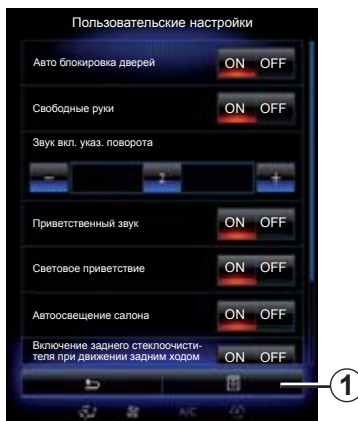 Пользовательские настройки
Авто блокировка дверей
ON OFF
Свободные руки
ON OFF
Звук вкл. указ. поворота
− 2 +
Приветственный звук
ON OFF
Световое приветствие
ON OFF
Автоосвещение салона
ON OFF
Включение заднего стеклоочисти-
теля при движении задним ходом
ON OFF
1
A/C